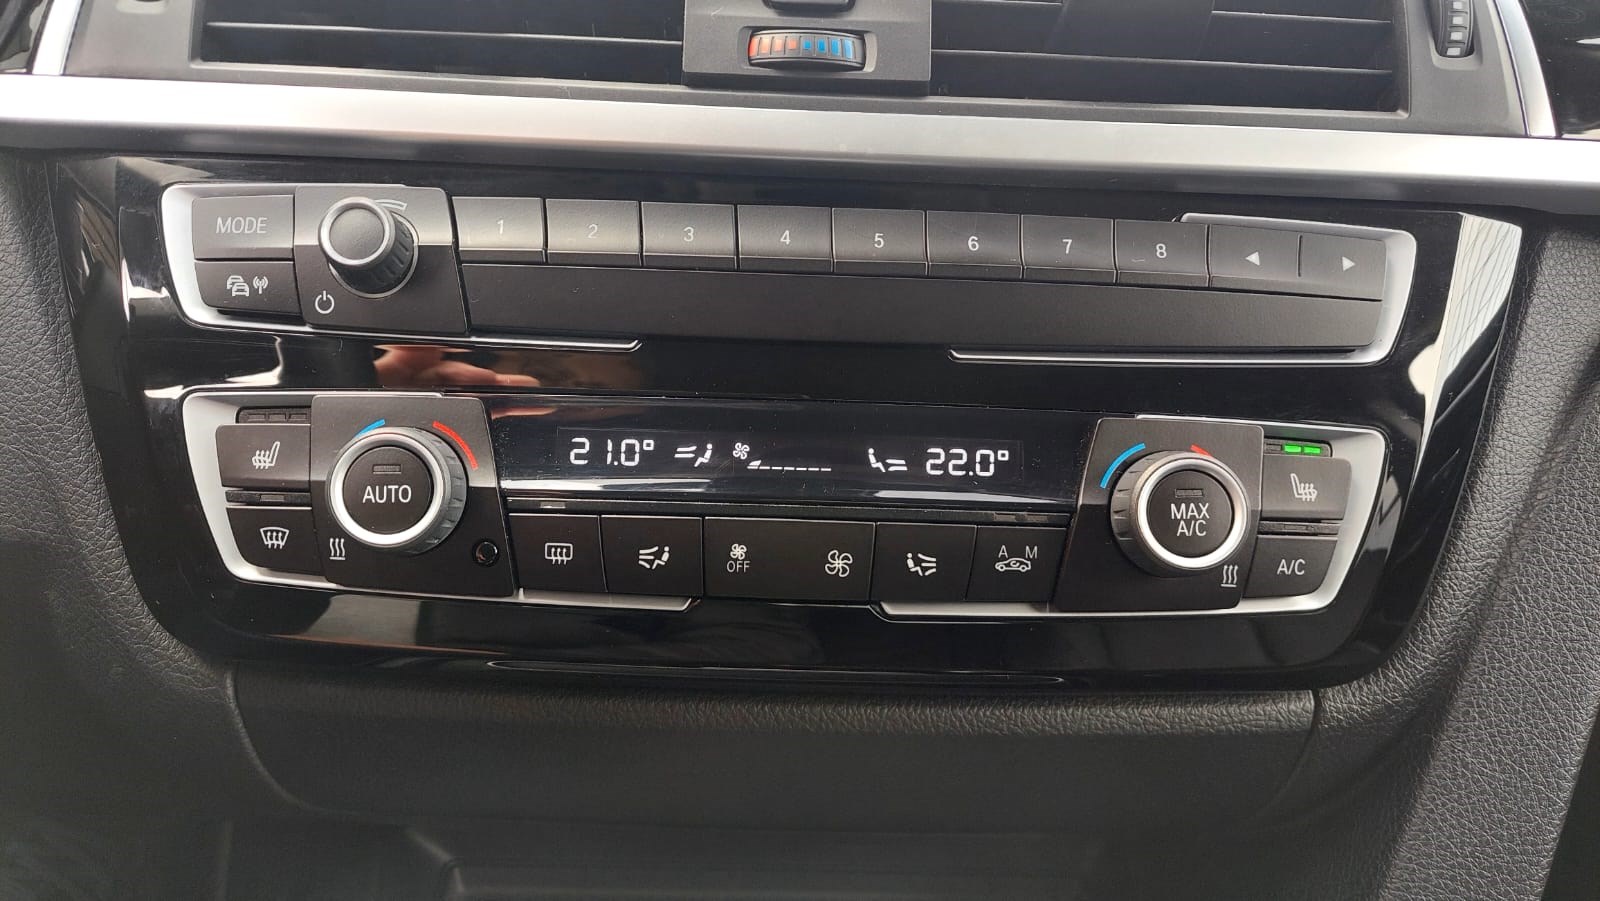 MODE
1 2 3 4 5 6 7 8
21.0° 22.0°
AUTO
MAX
A/C
OFF
A M
A/C